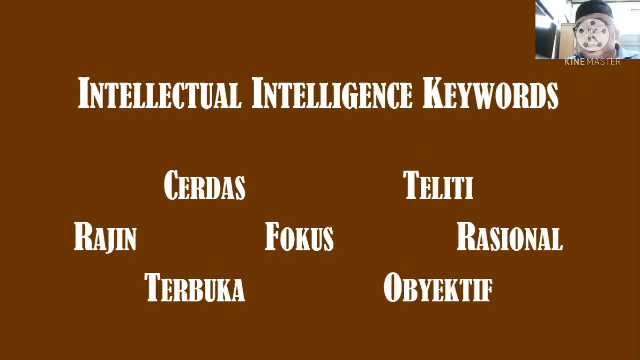 KINEMASTER
Intellectual Intelligence Keywords
Cerdas Teliti
Rajin Fokus Rasional
Terbuka Obyektif